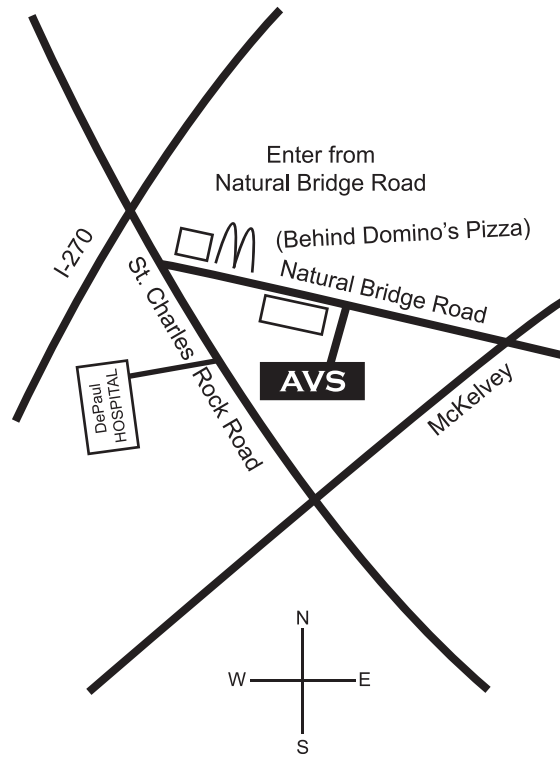 Enter from
Natural Bridge Road
(Behind Domino's Pizza)
I-270
Natural Bridge Road
St. Charles Rock Road
AVS
DePaul
HOSPITAL
McKelvey
N
W
E
S